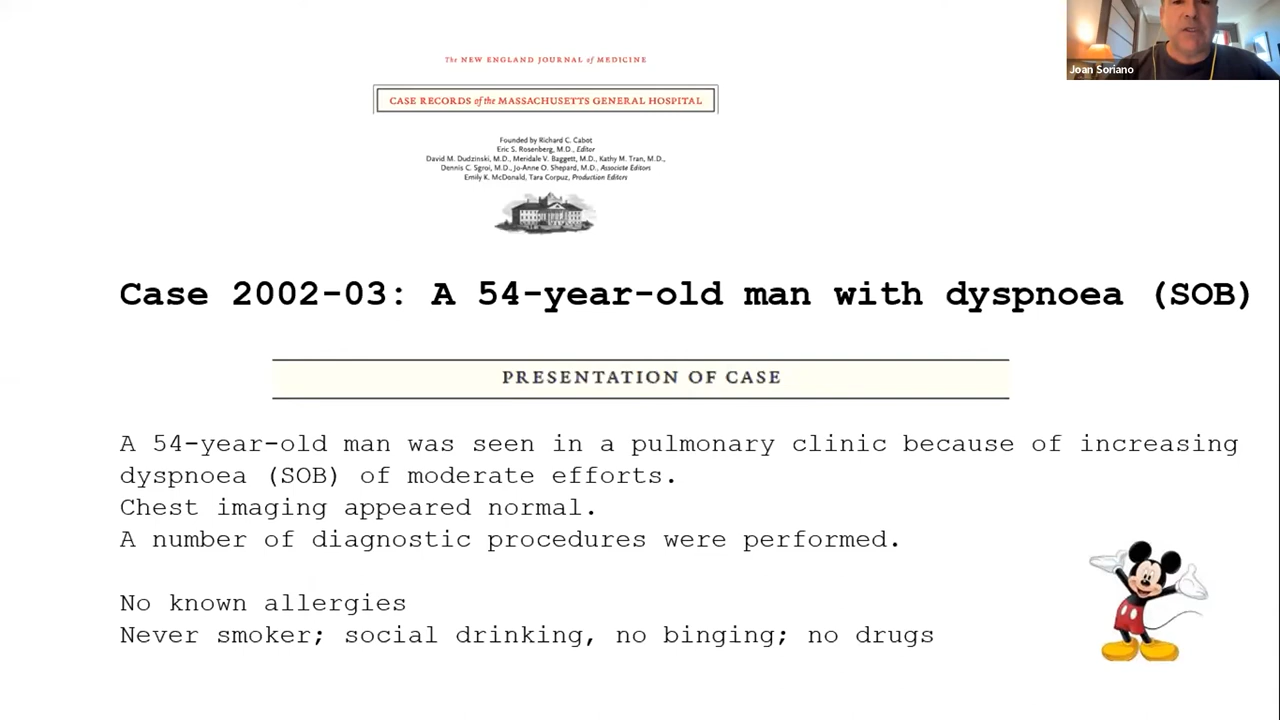 Joan Soriano
The NEW ENGLAND JOURNAL of MEDICINE
CASE RECORDS of the MASSACHUSETTS GENERAL HOSPITAL
Founded by Richard C. Cabot
Eric S. Rosenberg, M.D., Editor
David M. Dudzinski, M.D., Meridale V. Baggett, M.D., Kathy M. Tran, M.D.,
Dennis C. Sgroi, M.D., Jo-Anne O. Shepard, M.D., Associate Editors
Emily K. McDonald, Tara Corpuz, Production Editors
Case 2002-03: A 54-year-old man with dyspnoea (SOB)
PRESENTATION OF CASE
A 54-year-old man was seen in a pulmonary clinic because of increasing
dyspnoea (SOB) of moderate efforts.
Chest imaging appeared normal.
A number of diagnostic procedures were performed.
No known allergies
Never smoker; social drinking, no binging; no drugs